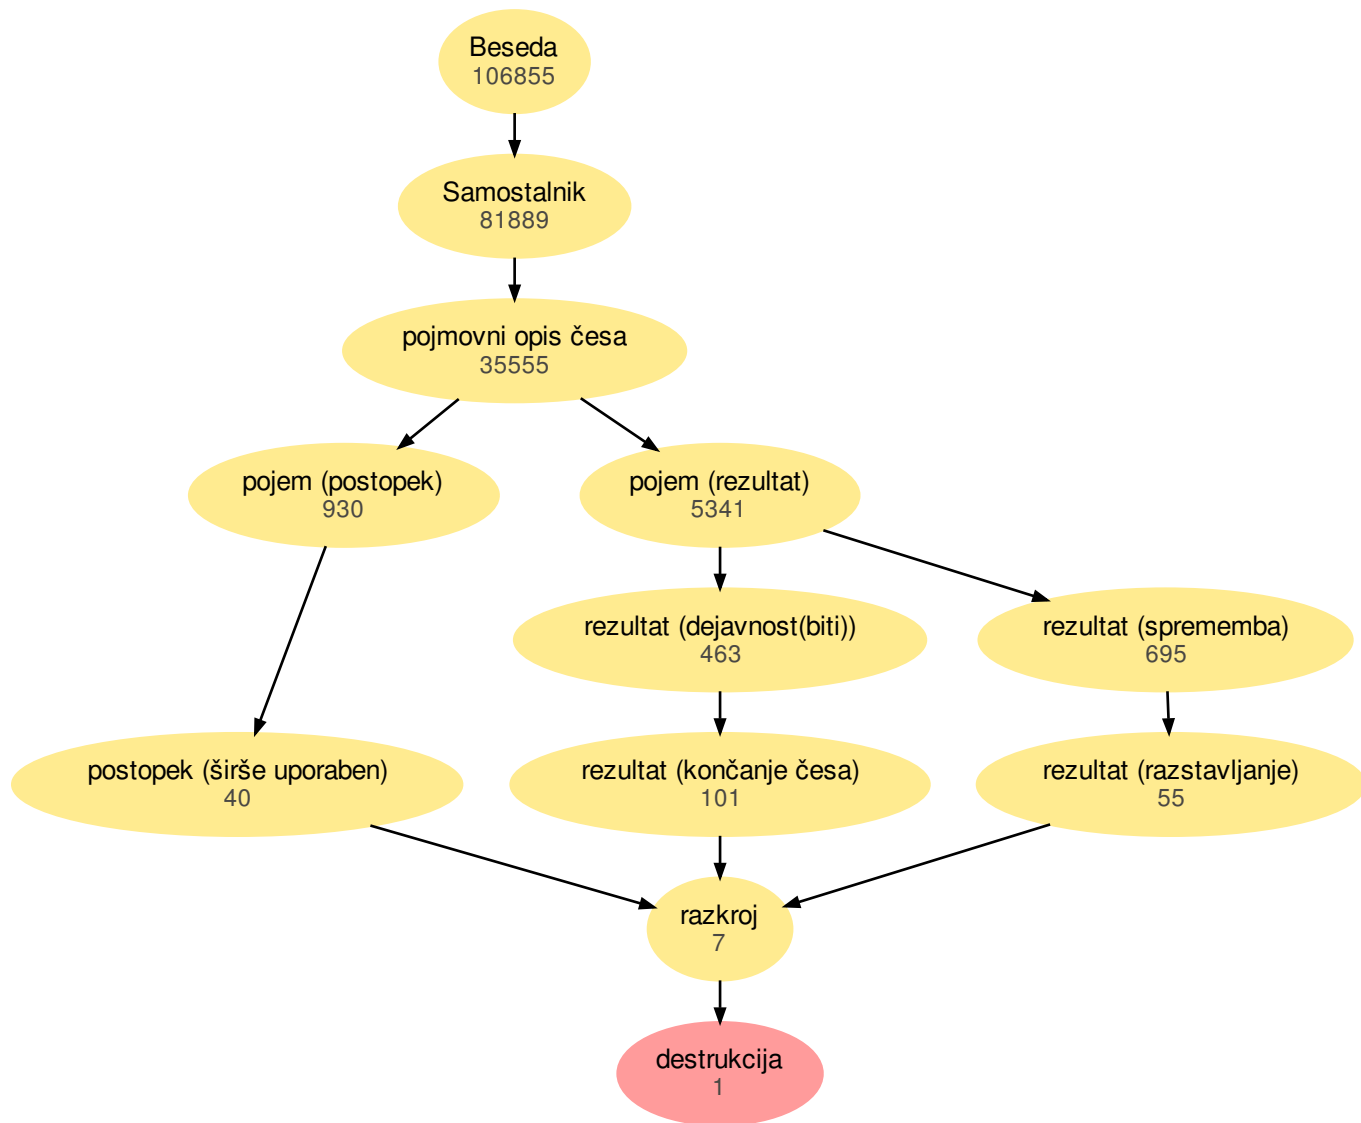 Beseda
106855
Samostalnik
81889
pojmovni opis česa
35555
pojem (postopek)
930
pojem (rezultat)
5341
rezultat (dejavnost(biti))
463
rezultat (sprememba)
695
postopek (širše uporaben)
40
rezultat (končanje česa)
101
rezultat (razstavljanje)
55
razkroj
7
destrukcija
1